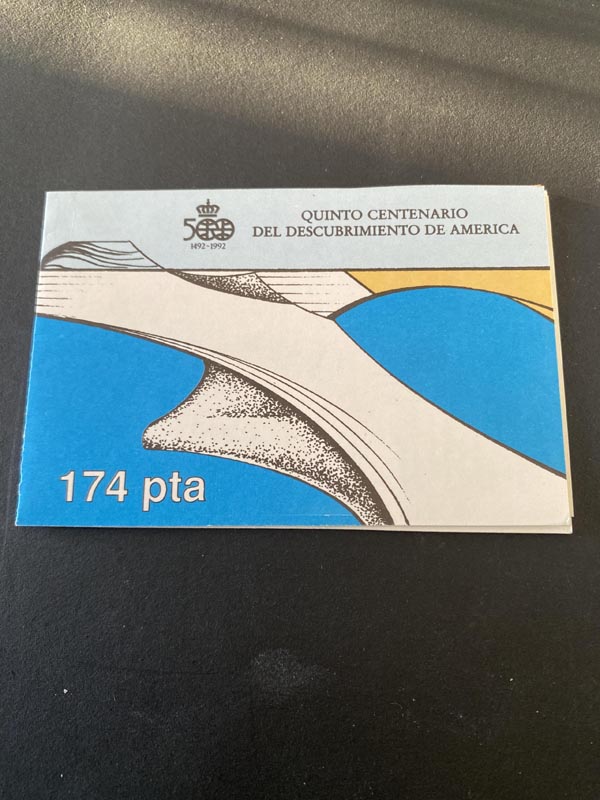 500
1492-1992
QUINTO CENTENARIO
DEL DESCUBRIMIENTO DE AMERICA
174 pta